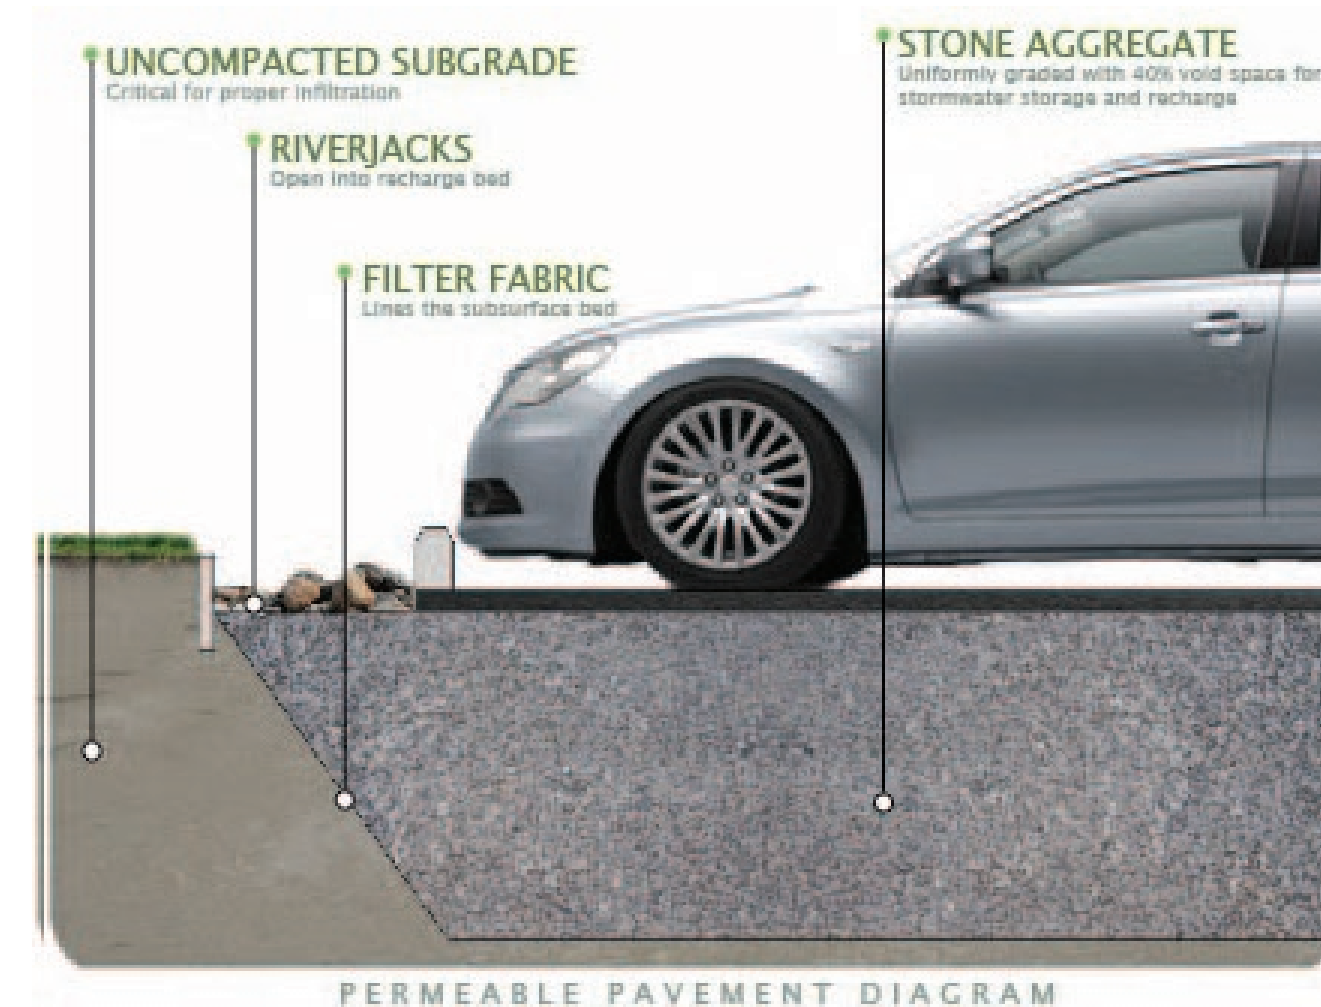 UNCOMPACTED SUBGRADE
Critical for proper infiltration
RIVERJACKS
Open into recharge bed
FILTER FABRIC
Lines the subsurface bed
STONE AGGREGATE
Uniformly graded with 40% void space for
stormwater storage and recharge
PERMEABLE PAVEMENT DIAGRAM